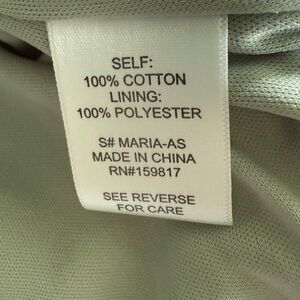 SELF:
100% COTTON
LINING:
100% POLYESTER
S# MARIA-AS
MADE IN CHINA
RN#159817
SEE REVERSE
FOR CARE